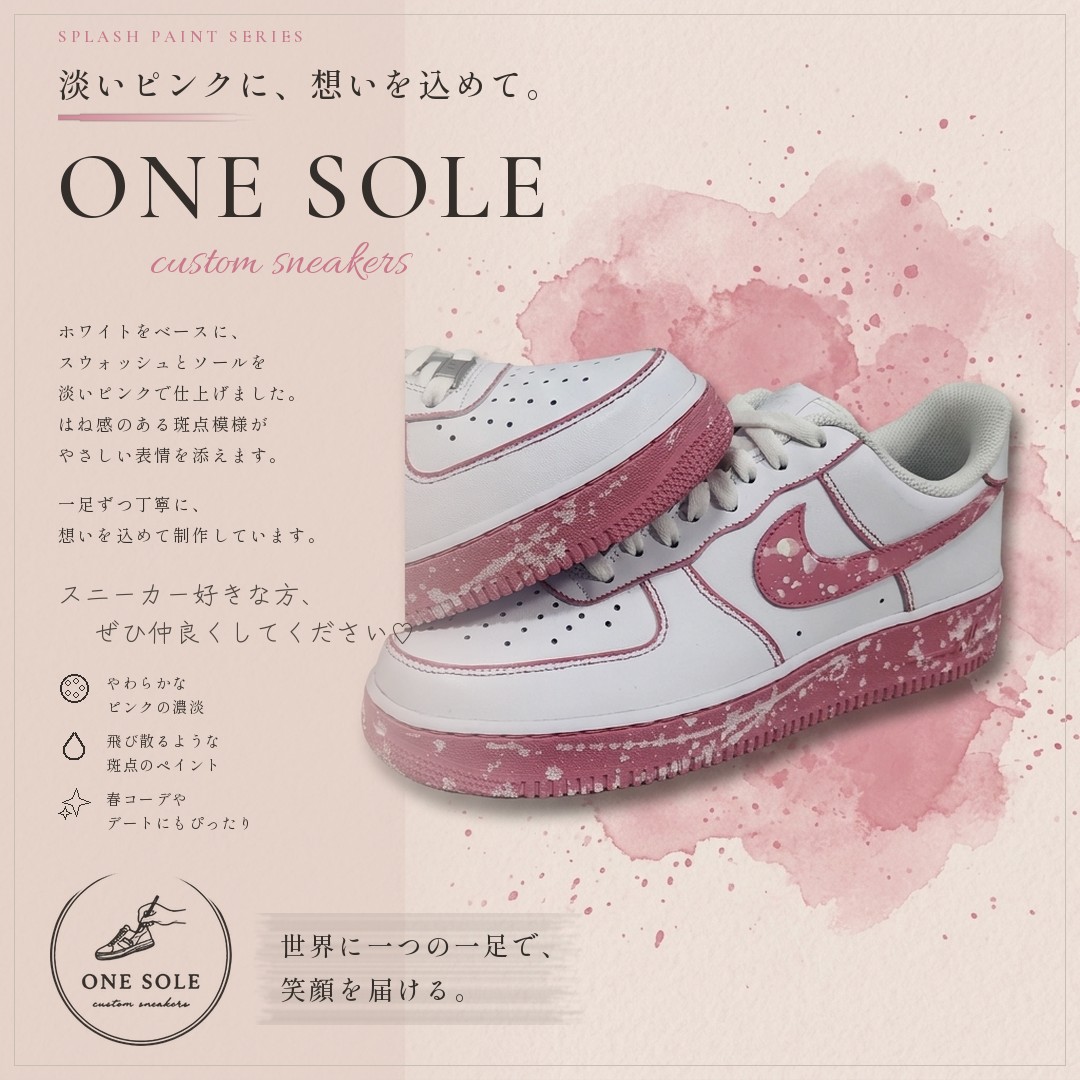 SPLASH PAINT SERIES
淡いピンクに、想いを込めて。
ONE SOLE
custom sneakers
ホワイトをベースに、
スウォッシュとソールを
淡いピンクで仕上げました。
はね感のある斑点模様が
やさしい表情を添えます。
一足ずつ丁寧に、
想いを込めて制作しています。
スニーカー好きな方、
ぜひ仲良くしてください♡
やわらかな
ピンクの濃淡
飛び散るような
斑点のペイント
春コーデや
デートにもぴったり
ONE SOLE
custom sneakers
世界に一つの一足で、
笑顔を届ける。